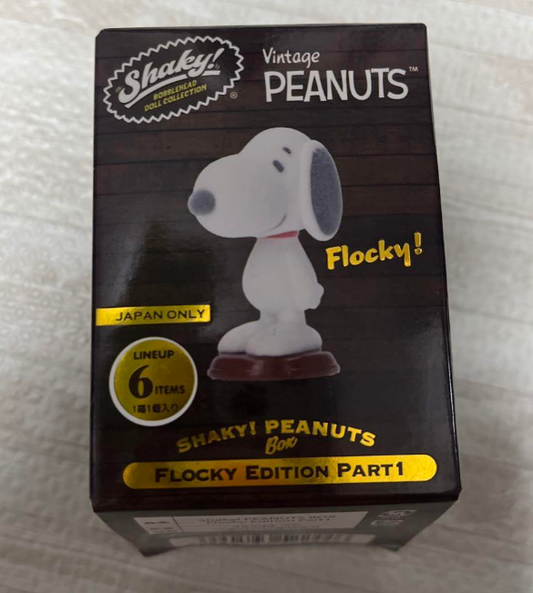 Shaky!
BOBBLEHEAD
DOLL COLLECTION
®
Vintage
PEANUTS™
Flocky!
JAPAN ONLY
LINEUP
6 ITEMS
1箱1個入り
SHAKY! PEANUTS
Box
FLOCKY EDITION PART1